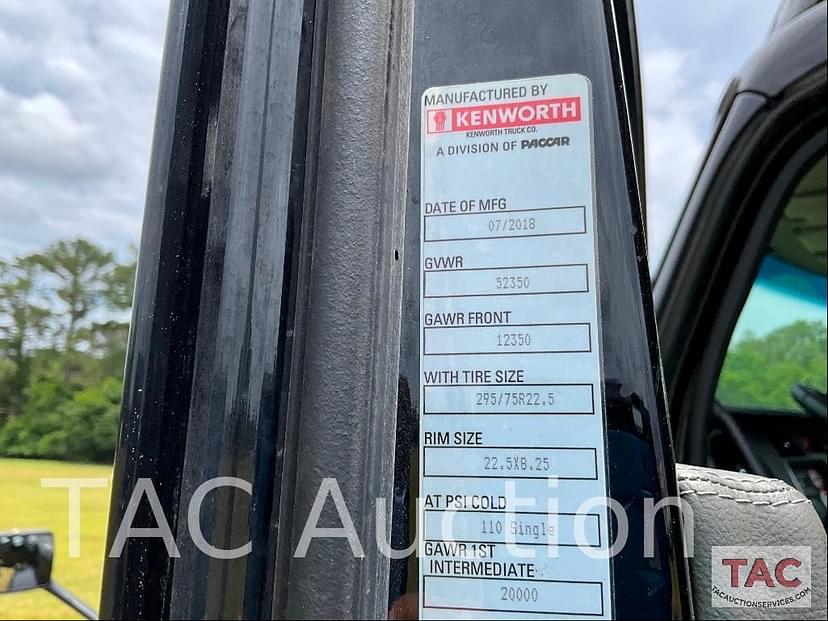 MANUFACTURED BY
KENWORTH
KENWORTH TRUCK CO.
A DIVISION OF PACCAR
DATE OF MFG
07/2018
GVWR
52350
GAWR FRONT
12350
WITH TIRE SIZE
295/75R22.5
RIM SIZE
22.5X8.25
AT PSI COLD
110 Single
GAWR 1ST
INTERMEDIATE
20000
TAC Auction
TAC
TACAUCTIONSERVICES.COM